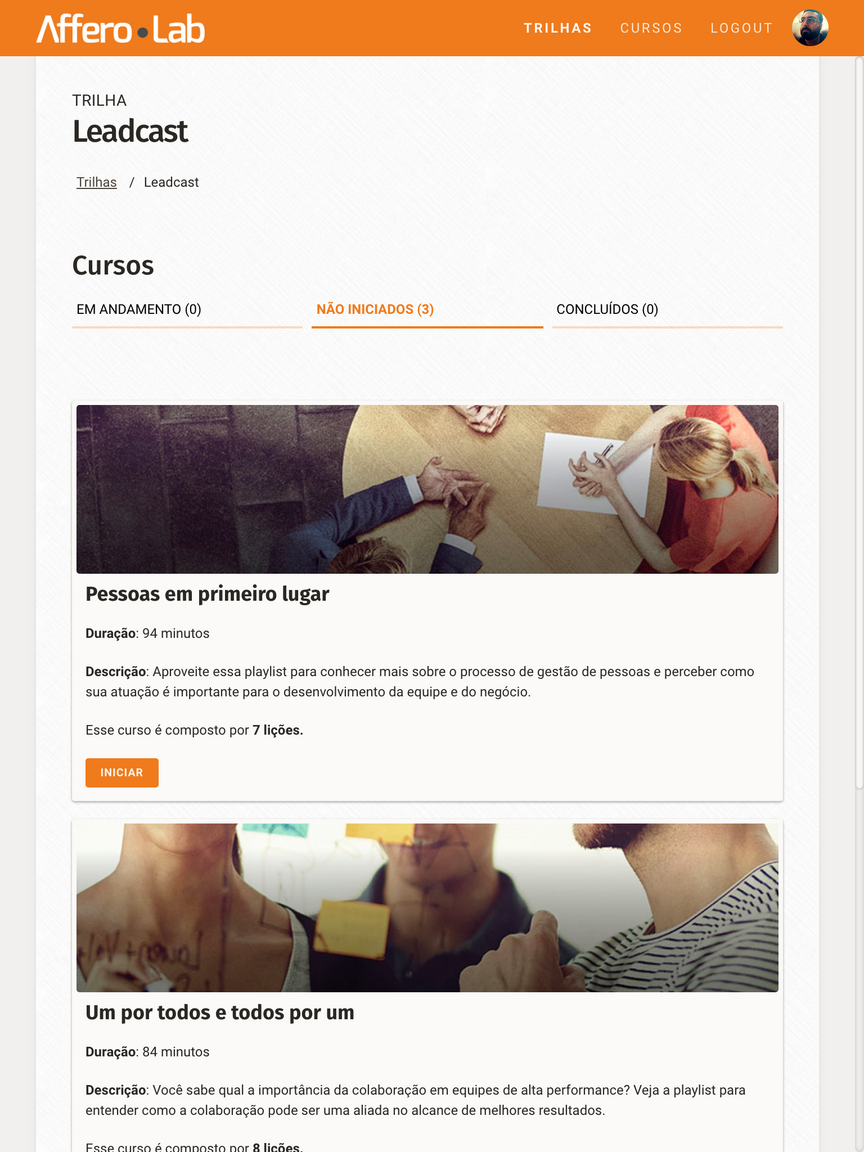 Affero Lab
TRILHAS
CURSOS
LOGOUT
TRILHA
Leadcast
Trilhas / Leadcast
Cursos
EM ANDAMENTO (0)
NÃO INICIADOS (3)
CONCLUÍDOS (0)
Pessoas em primeiro lugar
Duração: 94 minutos
Descrição: Aproveite essa playlist para conhecer mais sobre o processo de gestão de pessoas e perceber como
sua atuação é importante para o desenvolvimento da equipe e do negócio.
Esse curso é composto por 7 lições.
INICIAR
Um por todos e todos por um
Duração: 84 minutos
Descrição: Você sabe qual a importância da colaboração em equipes de alta performance? Veja a playlist para
entender como a colaboração pode ser uma aliada no alcance de melhores resultados.
Esse curso é composto por 8 lições.